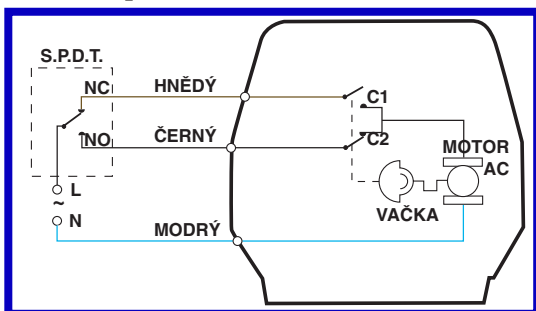 S.P.D.T.
NC
HNĚDÝ
C1
NO
ČERNÝ
C2
MOTOR
AC
L
~
N
VAČKA
MODRÝ